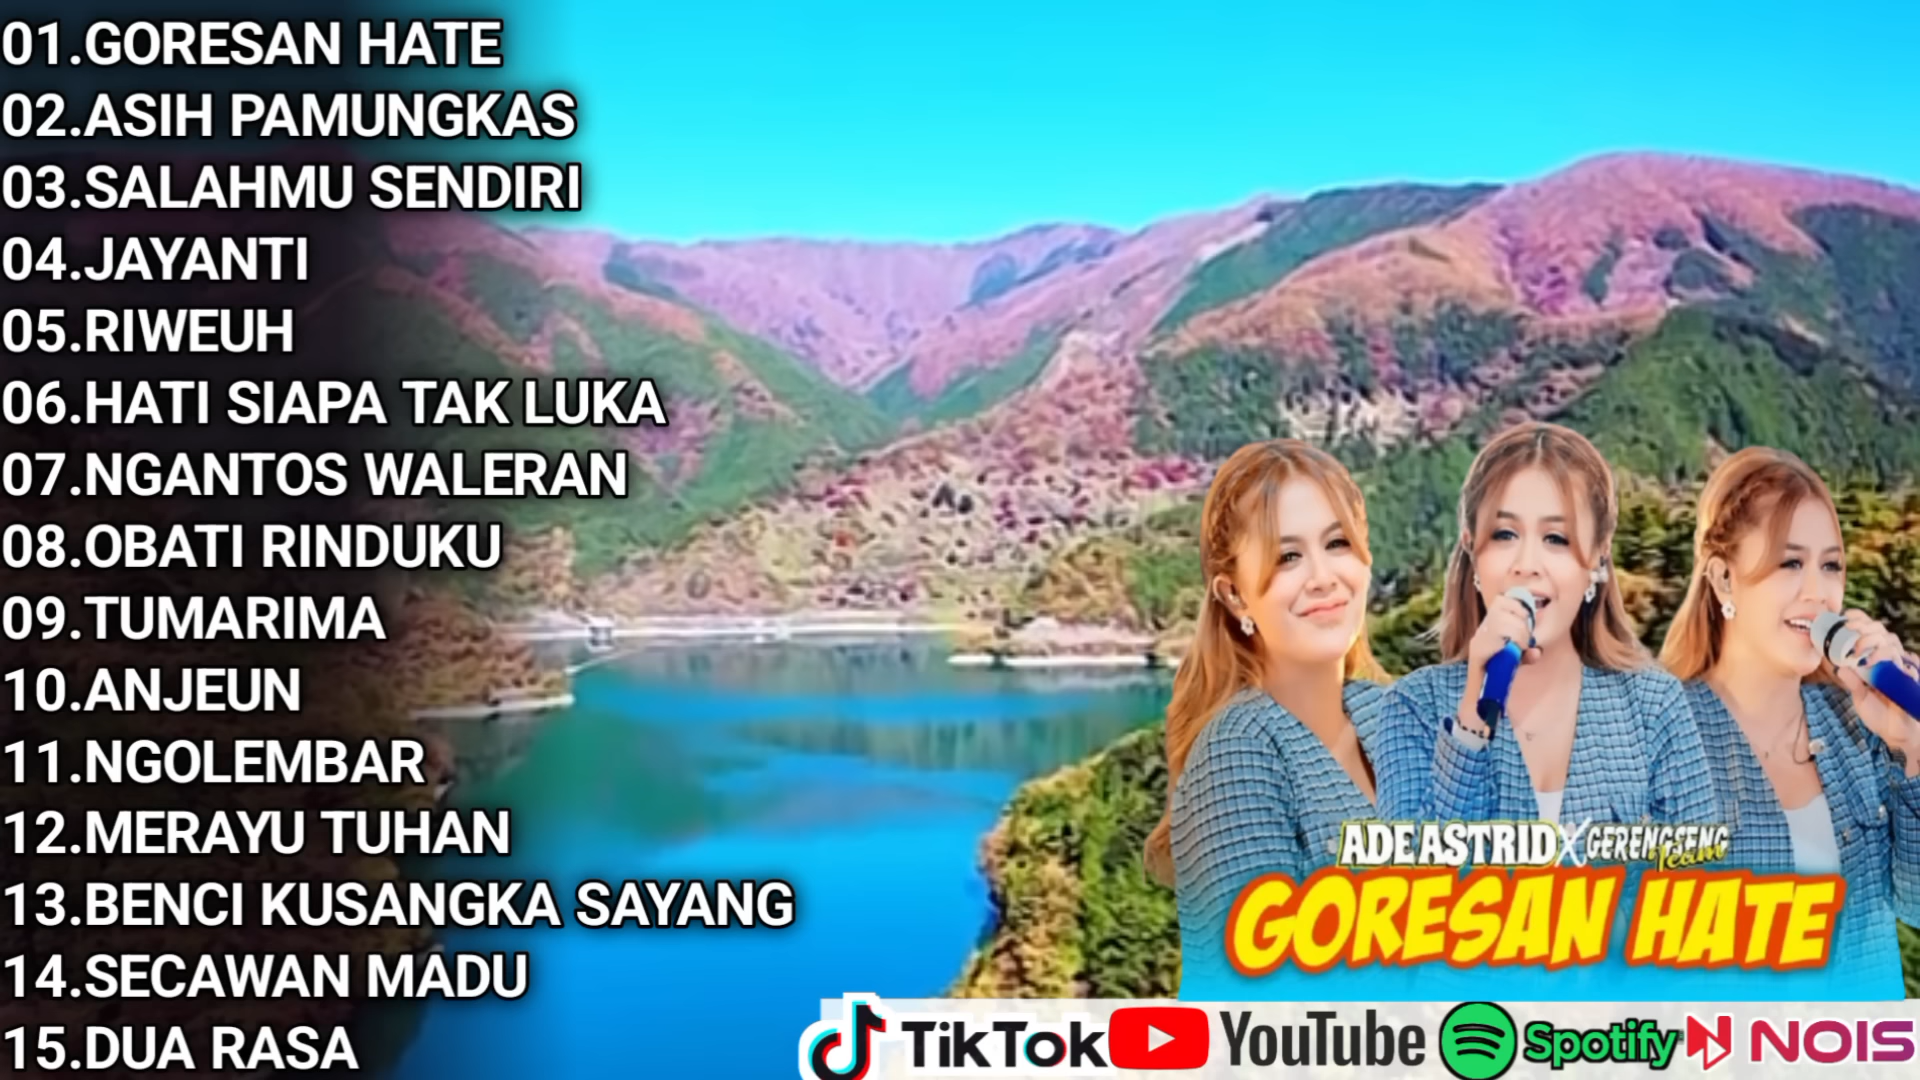 01.GORESAN HATE
02.ASIH PAMUNGKAS
03.SALAHMU SENDIRI
04.JAYANTI
05.RIWEUH
06.HATI SIAPA TAK LUKA
07.NGANTOS WALERAN
08.OBATI RINDUKU
09.TUMARIMA
10.ANJEUN
11.NGOLEMBAR
12.MERAYU TUHAN
13.BENCI KUSANGKA SAYANG
14.SECAWAN MADU
15.DUA RASA
ADE ASTRID X GERENGSENG Team
GORESAN HATE
TikTok YouTube Spotify NOIS